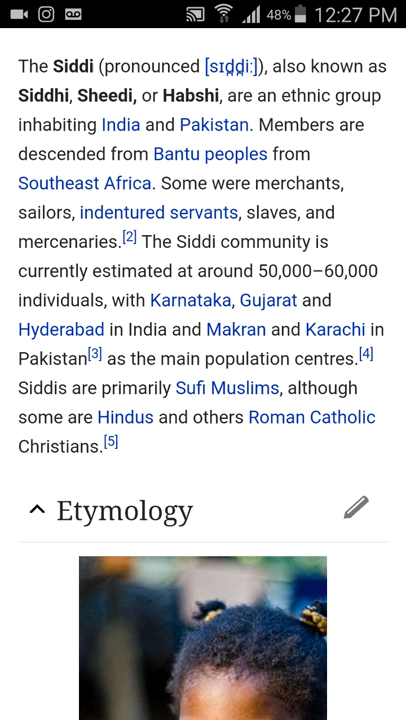 48% 12:27 PM
The Siddi (pronounced [sɪd̪d̪iː]), also known as
Siddhi, Sheedi, or Habshi, are an ethnic group
inhabiting India and Pakistan. Members are
descended from Bantu peoples from
Southeast Africa. Some were merchants,
sailors, indentured servants, slaves, and
mercenaries.[2] The Siddi community is
currently estimated at around 50,000–60,000
individuals, with Karnataka, Gujarat and
Hyderabad in India and Makran and Karachi in
Pakistan[3] as the main population centres.[4]
Siddis are primarily Sufi Muslims, although
some are Hindus and others Roman Catholic
Christians.[5]
Etymology